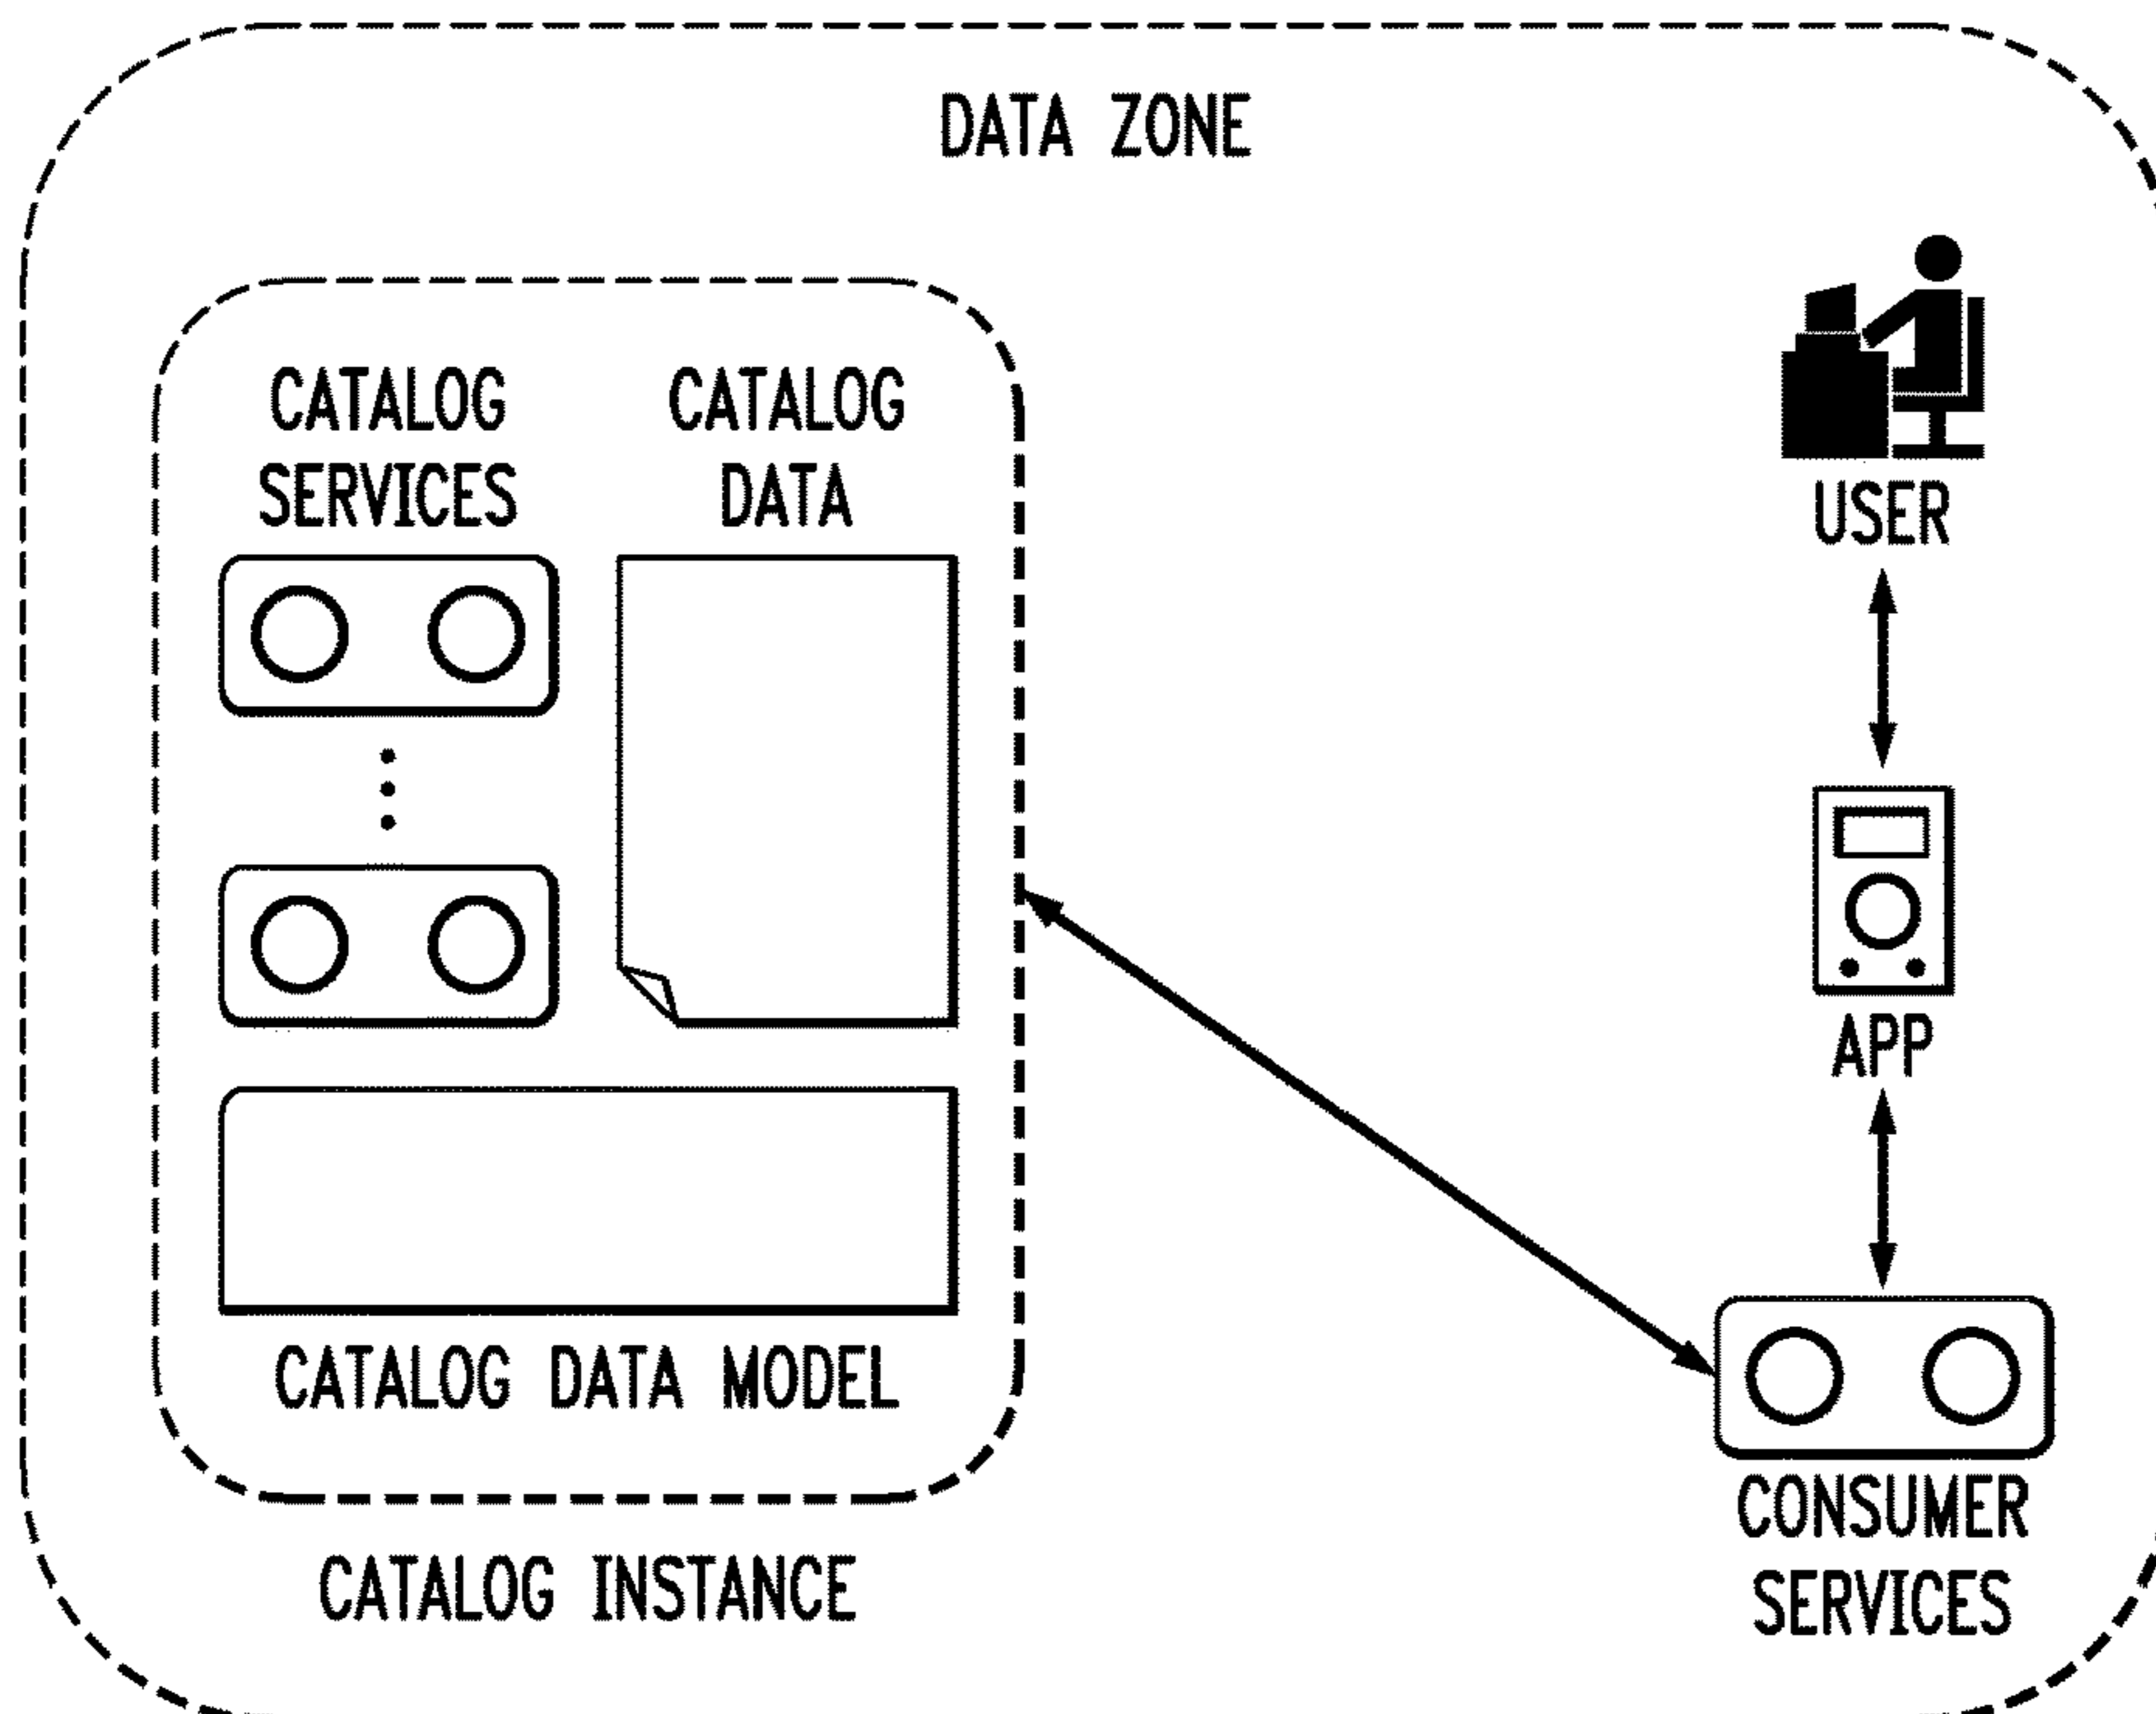 DATA ZONE
CATALOG
SERVICES
CATALOG
DATA
CATALOG DATA MODEL
CATALOG INSTANCE
USER
APP
CONSUMER
SERVICES